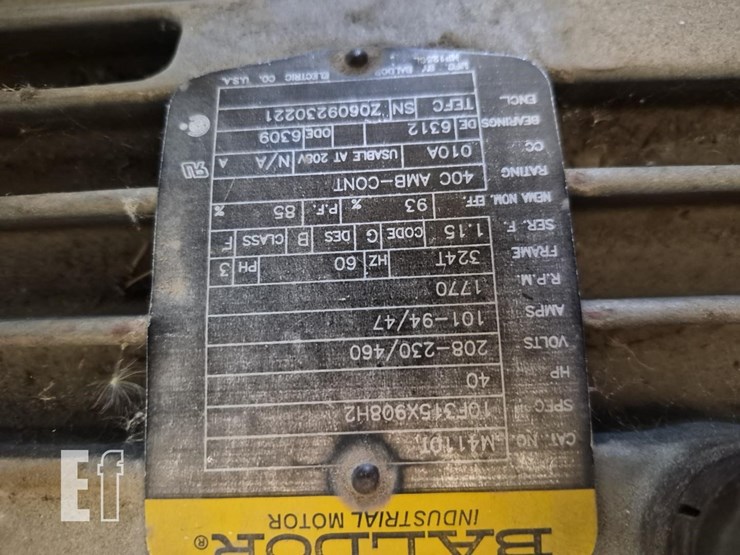 BALDOR®
INDUSTRIAL MOTOR
CAT. NO. M4110T,
SPEC. 10F315X908H2
HP 40
VOLTS 208-230/460
AMPS 101-94/47
R.P.M. 1770
FRAME 324T HZ 60 PH 3
SER. F. 1.15 CODE G DES B CLASS F
NEMA NOM. EFF. 93 % P.F. 85 %
RATING 40C AMB-CONT
CC 010A USABLE AT 208V N/A A
BEARINGS DE 6312 ODE 6309
ENCL. TEFC SN Z0609230221
MFG. BY BALDOR ELECTRIC CO. U.S.A.
Ef